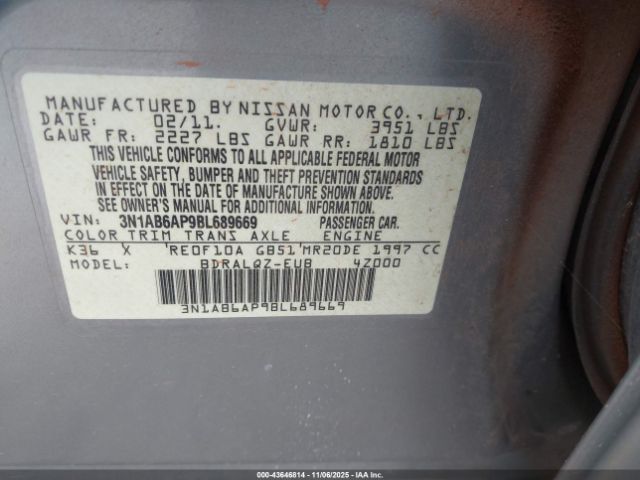 MANUFACTURED BY NISSAN MOTOR CO., LTD.
DATE: 02/11. GVWR: 3951 LBS
GAWR FR: 2227 LBS GAWR RR: 1810 LBS
THIS VEHICLE CONFORMS TO ALL APPLICABLE FEDERAL MOTOR
VEHICLE SAFETY, BUMPER AND THEFT PREVENTION STANDARDS
IN EFFECT ON THE DATE OF MANUFACTURE SHOWN ABOVE.
SEE OWNER'S MANUAL FOR ADDITIONAL INFORMATION.
VIN: 3N1AB6AP9BL689669 PASSENGER CAR.
COLOR TRIM TRANS AXLE ENGINE
K36 X RE0F10A GB51 MR20DE 1997 CC
MODEL: BDRALQZ-EUB 4Z000
3N1AB6AP9BL689669
000-43646814 - 11/06/2025 - IAAI.COM